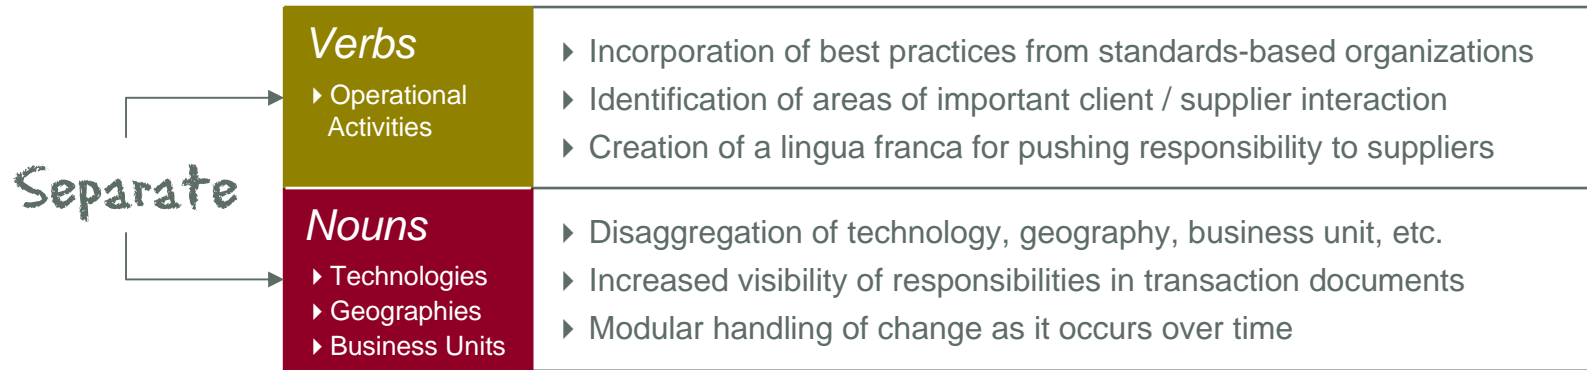 Separate
Verbs
Operational
Activities
Incorporation of best practices from standards-based organizations
Identification of areas of important client / supplier interaction
Creation of a lingua franca for pushing responsibility to suppliers
Nouns
Technologies
Geographies
Business Units
Disaggregation of technology, geography, business unit, etc.
Increased visibility of responsibilities in transaction documents
Modular handling of change as it occurs over time